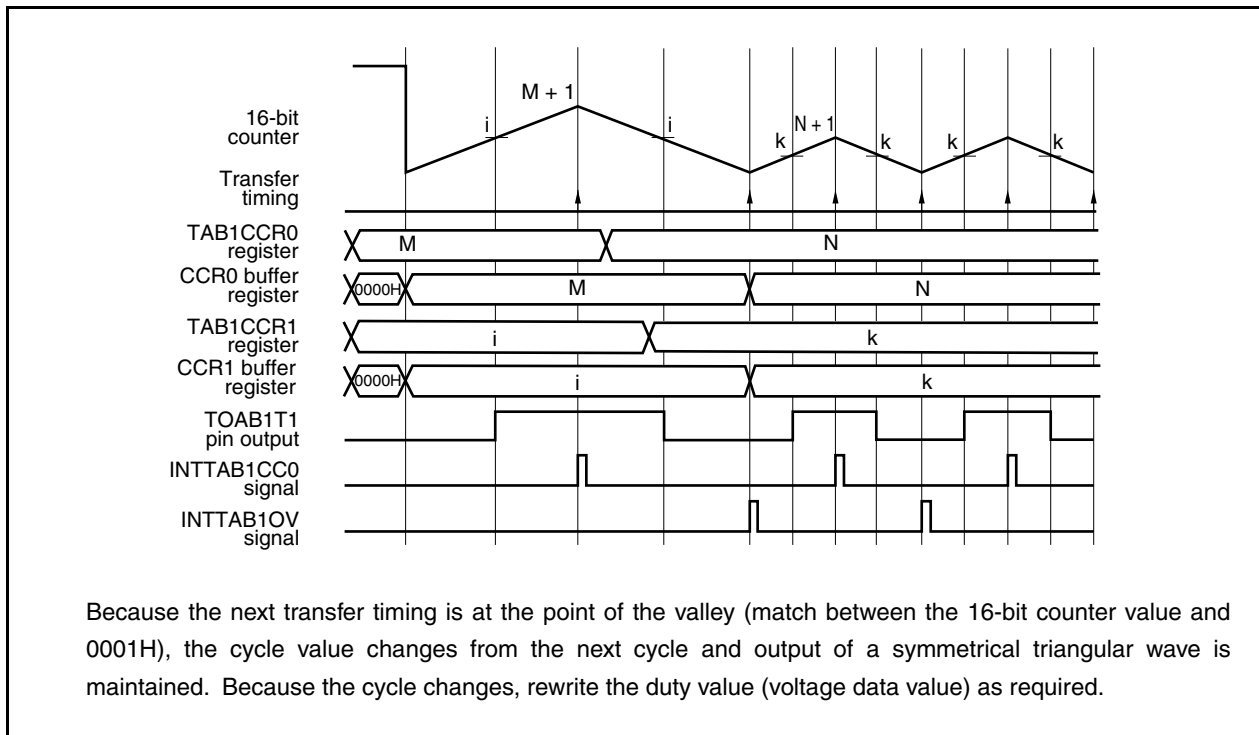 M + 1
16-bit
counter
i
i
N + 1
k
k
k
k
Transfer
timing
TAB1CCR0
register
M
N
CCR0 buffer
register
0000H
M
N
TAB1CCR1
register
i
k
CCR1 buffer
register
0000H
i
k
TOAB1T1
pin output
INTTAB1CC0
signal
INTTAB1OV
signal
Because the next transfer timing is at the point of the valley (match between the 16-bit counter value and
0001H), the cycle value changes from the next cycle and output of a symmetrical triangular wave is
maintained. Because the cycle changes, rewrite the duty value (voltage data value) as required.